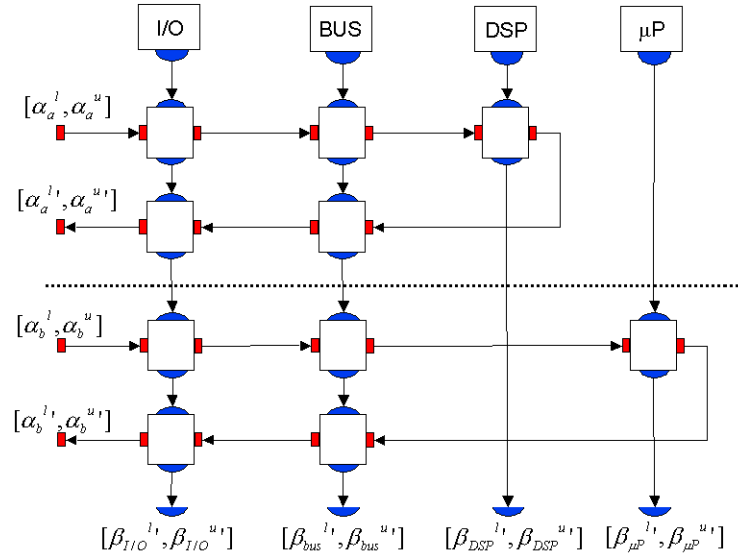 I/O BUS DSP μP
[α_a^l, α_a^u]
[α_a^l', α_a^u']
[α_b^l, α_b^u]
[α_b^l', α_b^u']
[β_I/O^l', β_I/O^u'] [β_bus^l', β_bus^u'] [β_DSP^l', β_DSP^u'] [β_μP^l', β_μP^u']